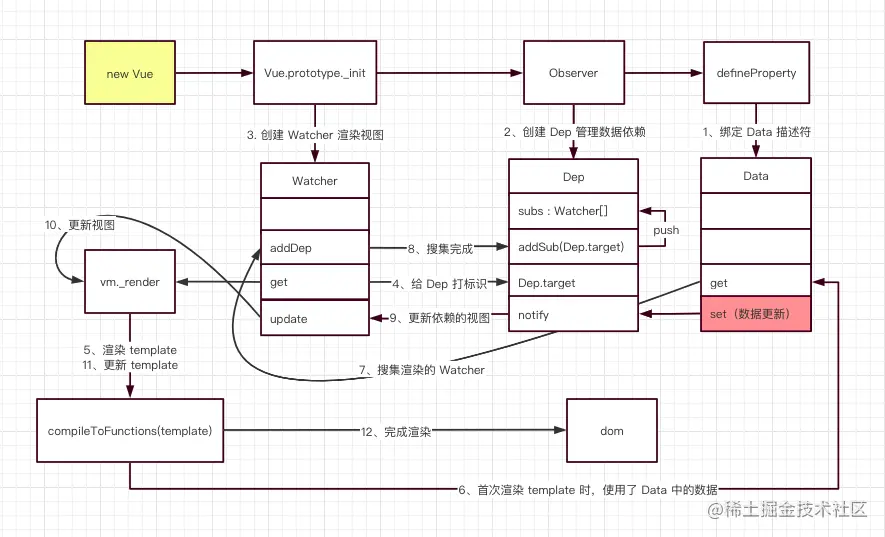 new Vue
Vue.prototype._init
Observer
defineProperty
3. 创建 Watcher 渲染视图
2、创建 Dep 管理数据依赖
1、绑定 Data 描述符
Watcher
Dep
Data
subs : Watcher[]
push
10、更新视图
addDep
8、搜集完成
addSub(Dep.target)
vm._render
get
4、给 Dep 打标识
Dep.target
get
update
9、更新依赖的视图
notify
set（数据更新）
5、渲染 template
11、更新 template
7、搜集渲染的 Watcher
compileToFunctions(template)
12、完成渲染
dom
6、首次渲染 template 时，使用了 Data 中的数据
@稀土掘金技术社区